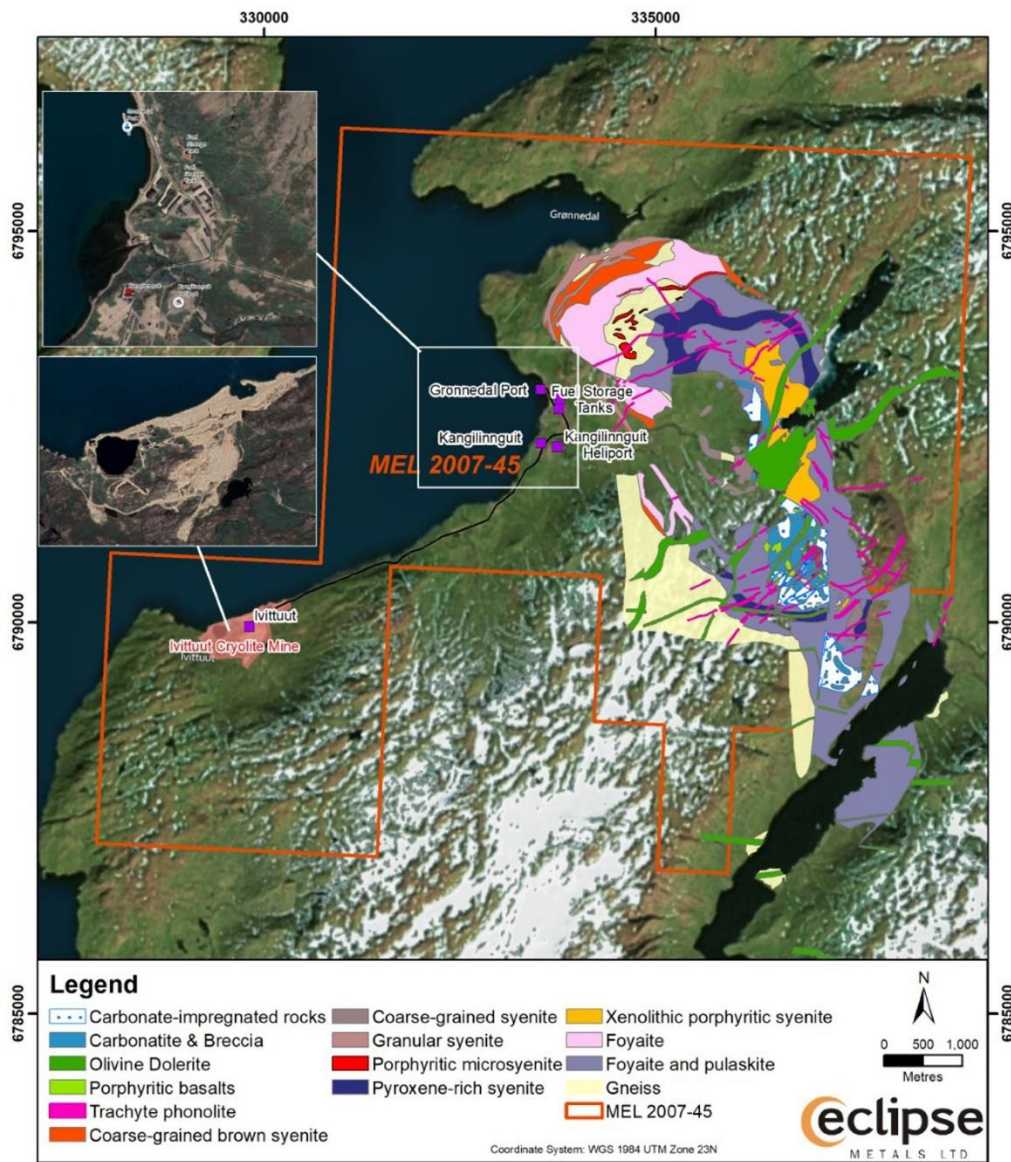 330000
335000
6795000
6795000
Grønnedal
Gronnedal Port
Fuel Storage
Tanks
Kangilinnguit
Kangilinnguit
Heliport
MEL 2007-45
6790000
6790000
Ivittuut
Ivittuut Cryolite Mine
Ivittuut
6785000
6785000
Legend
Carbonate-impregnated rocks
Carbonatite & Breccia
Olivine Dolerite
Porphyritic basalts
Trachyte phonolite
Coarse-grained brown syenite
Coarse-grained syenite
Granular syenite
Porphyritic microsyenite
Pyroxene-rich syenite
Xenolithic porphyritic syenite
Foyaite
Foyaite and pulaskite
Gneiss
MEL 2007-45
N
0 500 1,000
Metres
Coordinate System: WGS 1984 UTM Zone 23N
eclipse
METALS LTD